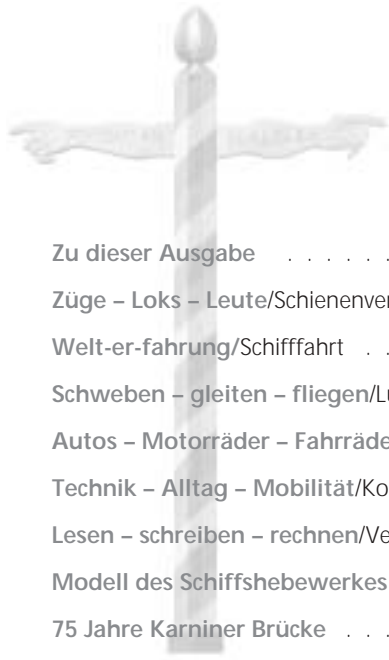 Zu dieser Ausgabe . . . . . .
Züge – Loks – Leute/Schienenver
Welt-er-fahrung/Schifffahrt . .
Schweben – gleiten – fliegen/Lu
Autos – Motorräder – Fahrräde
Technik – Alltag – Mobilität/Ko
Lesen – schreiben – rechnen/Ve
Modell des Schiffshebewerkes
75 Jahre Karniner Brücke . . .